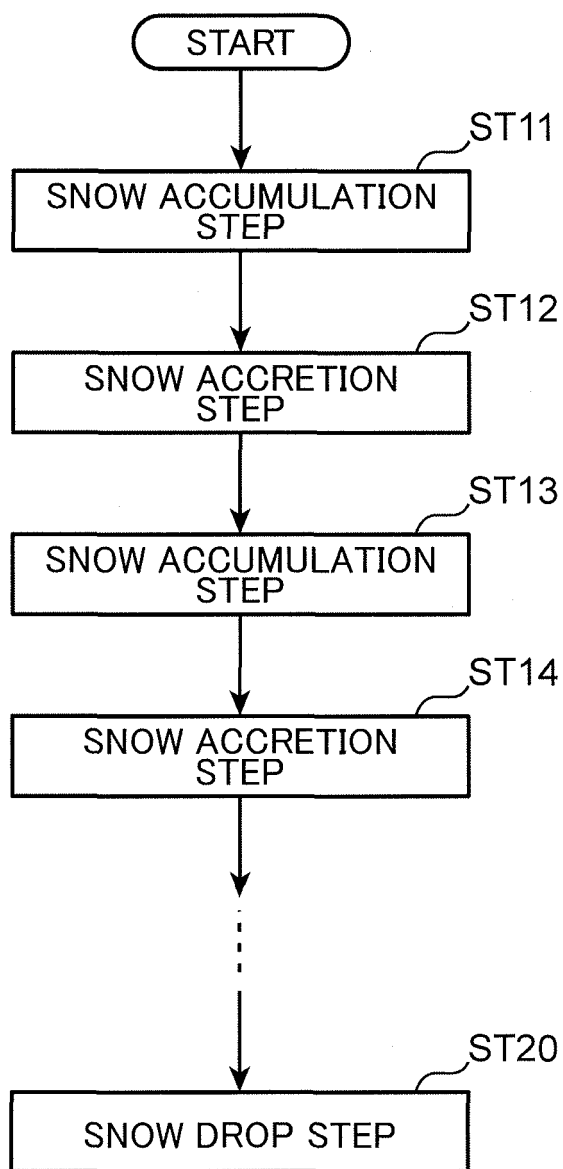 START
ST11
SNOW ACCUMULATION
STEP
ST12
SNOW ACCRETION
STEP
ST13
SNOW ACCUMULATION
STEP
ST14
SNOW ACCRETION
STEP
ST20
SNOW DROP STEP